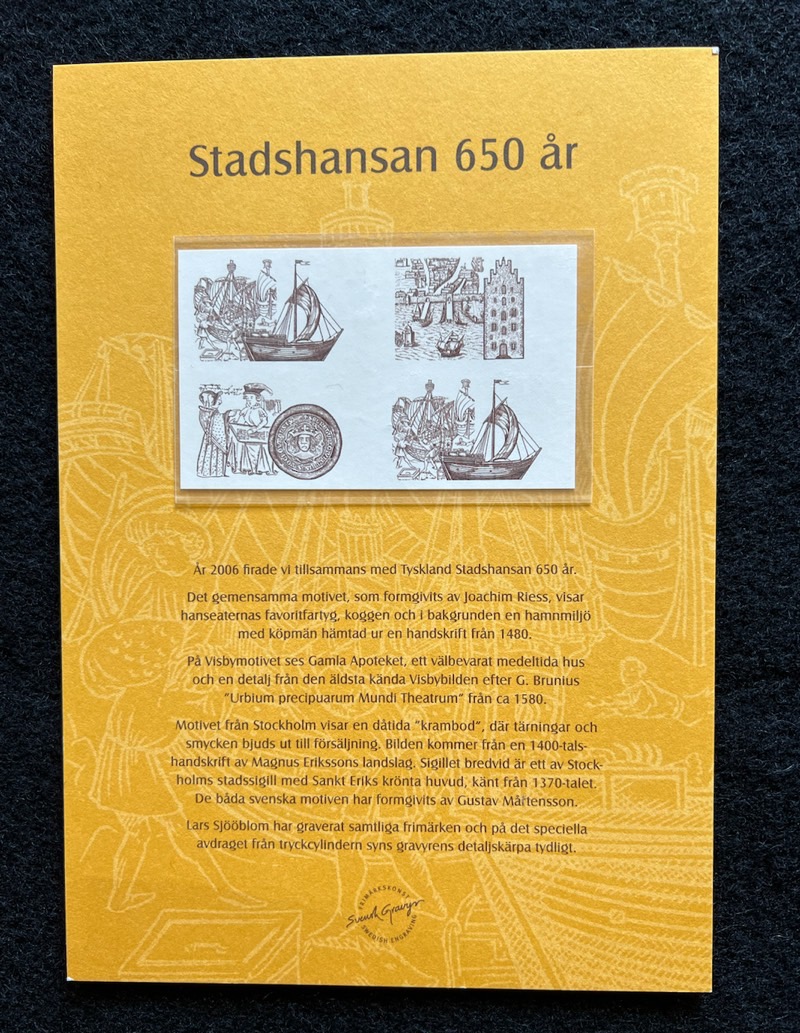 Stadshansan 650 år
År 2006 firade vi tillsammans med Tyskland Stadshansan 650 år.
Det gemensamma motivet, som formgivits av Joachim Riess, visar
hanseaternas favoritfartyg, koggen och i bakgrunden en hamnmiljö
med köpmän hämtad ur en handskrift från 1480.
På Visbymotivet ses Gamla Apoteket, ett välbevarat medeltida hus
och en detalj från den äldsta kända Visbybilden efter G. Brunius
"Urbium precipuarum Mundi Theatrum" från ca 1580.
Motivet från Stockholm visar en dåtida "krambod", där tärningar och
smycken bjuds ut till försäljning. Bilden kommer från en 1400-tals-
handskrift av Magnus Erikssons landslag. Sigillet bredvid är ett av Stock-
holms stadssigill med Sankt Eriks krönta huvud, känt från 1370-talet.
De båda svenska motiven har formgivits av Gustav Mårtensson.
Lars Sjööblom har graverat samtliga frimärken och på det speciella
avdraget från tryckcylindern syns gravyrens detaljskärpa tydligt.
FRIMÄRKSKONST
Svensk Gravyr
SWEDISH ENGRAVING